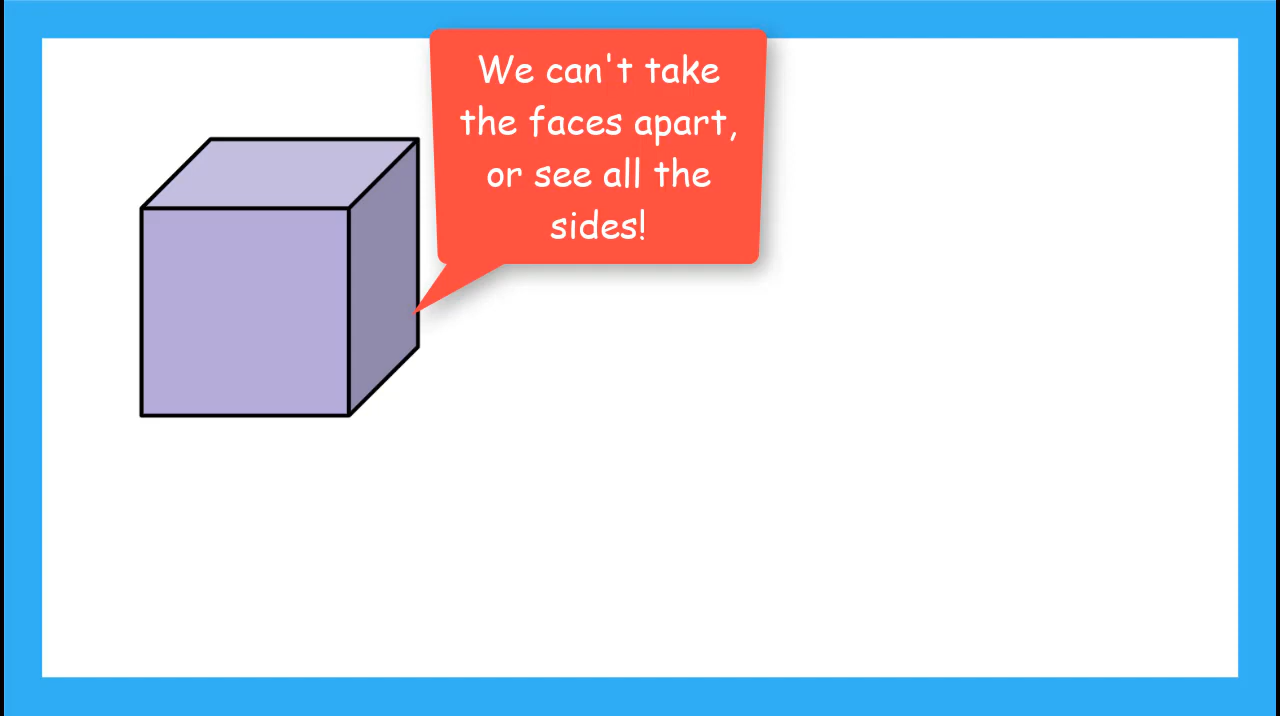 We can't take
the faces apart,
or see all the
sides!